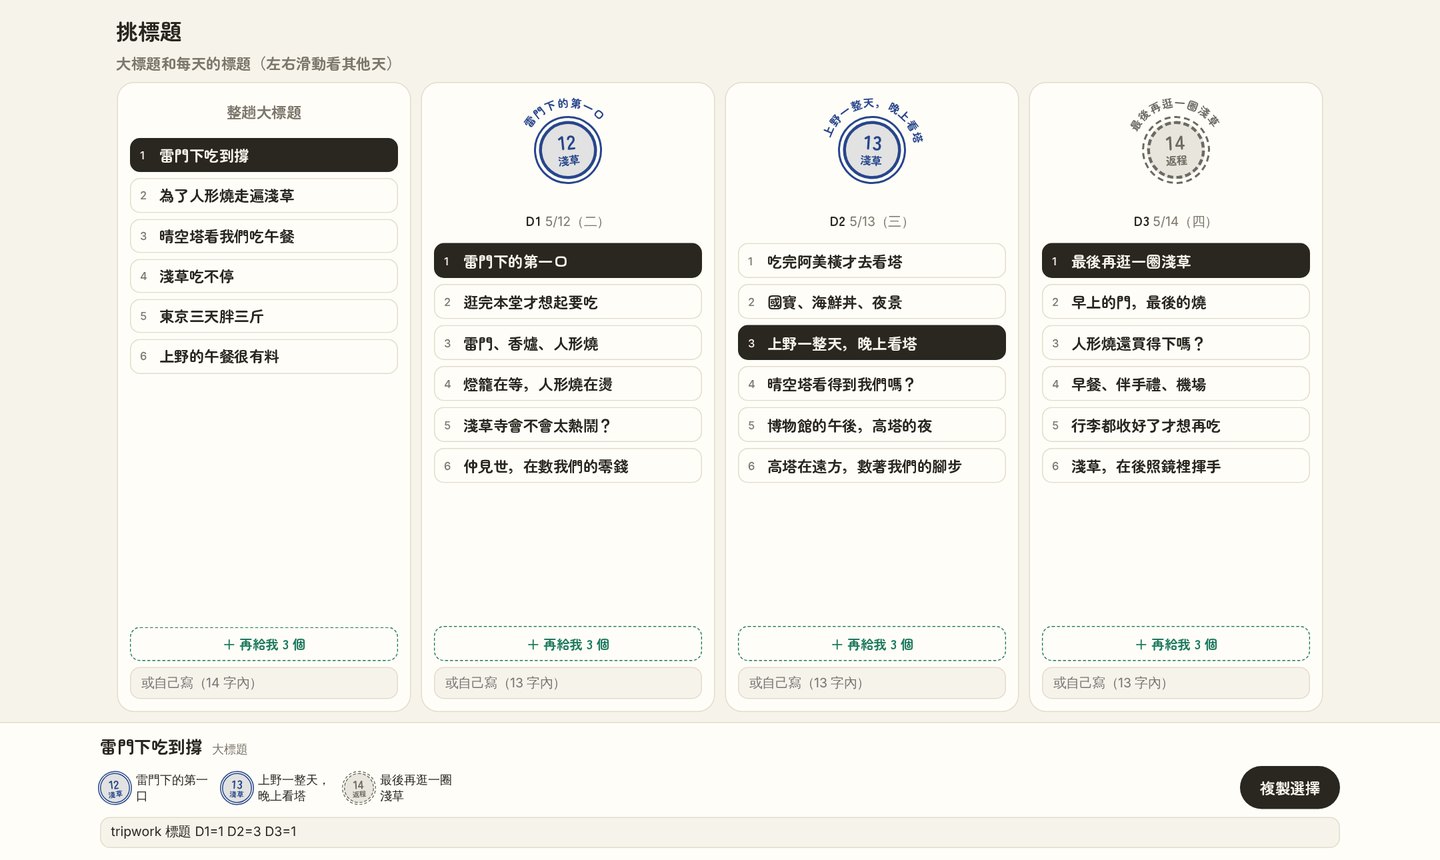 挑標題
大標題和每天的標題（左右滑動看其他天）
整趟大標題
1 雷門下吃到撐
2 為了人形燒走遍淺草
3 晴空塔看我們吃午餐
4 淺草吃不停
5 東京三天胖三斤
6 上野的午餐很有料
＋ 再給我 3 個
或自己寫（14 字內）
雷門下的第一口
12
淺草
D1 5/12（二）
1 雷門下的第一口
2 逛完本堂才想起要吃
3 雷門、香爐、人形燒
4 燈籠在等，人形燒在燙
5 淺草寺會不會太熱鬧？
6 仲見世，在數我們的零錢
＋ 再給我 3 個
或自己寫（13 字內）
上野一整天，晚上看塔
13
淺草
D2 5/13（三）
1 吃完阿美橫才去看塔
2 國寶、海鮮丼、夜景
3 上野一整天，晚上看塔
4 晴空塔看得到我們嗎？
5 博物館的午後，高塔的夜
6 高塔在遠方，數著我們的腳步
＋ 再給我 3 個
或自己寫（13 字內）
最後再逛一圈淺草
14
返程
D3 5/14（四）
1 最後再逛一圈淺草
2 早上的門，最後的燒
3 人形燒還買得下嗎？
4 早餐、伴手禮、機場
5 行李都收好了才想再吃
6 淺草，在後照鏡裡揮手
＋ 再給我 3 個
或自己寫（13 字內）
雷門下吃到撐 大標題
12
淺草
雷門下的第一
口
13
淺草
上野一整天，
晚上看塔
14
返程
最後再逛一圈
淺草
複製選擇
tripwork 標題 D1=1 D2=3 D3=1